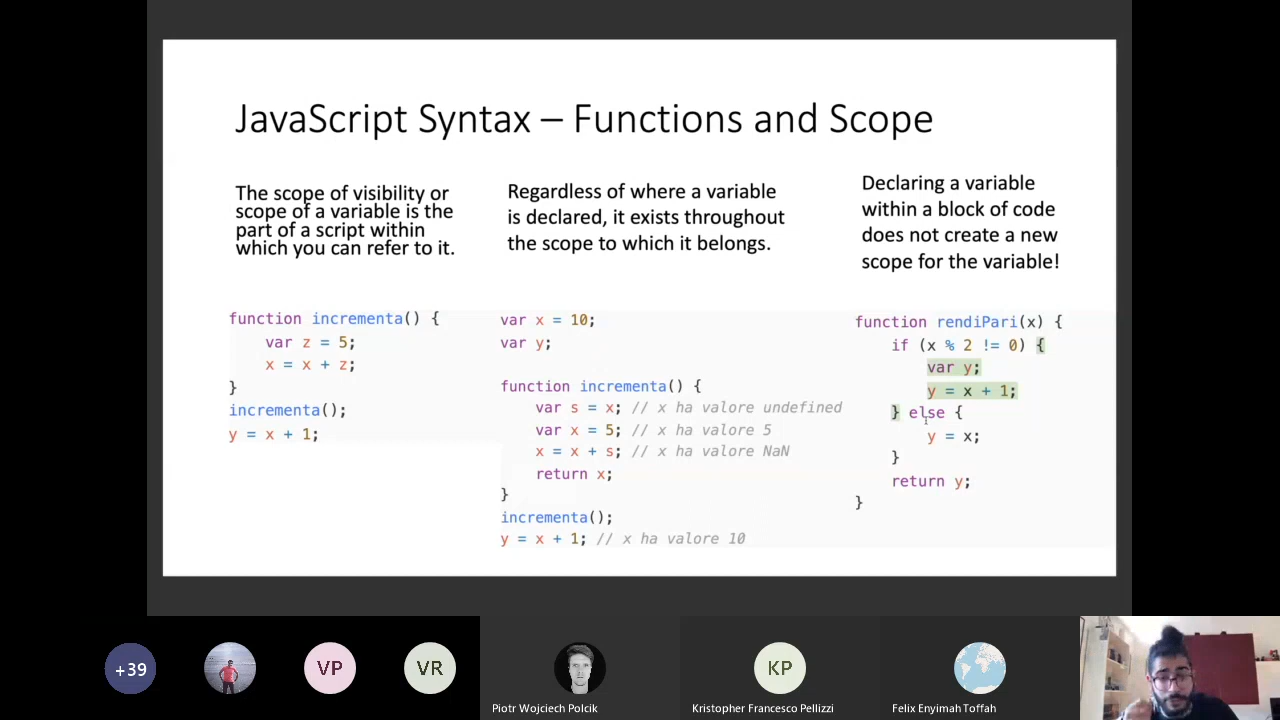 JavaScript Syntax – Functions and Scope
The scope of visibility or
scope of a variable is the
part of a script within
which you can refer to it.
function incrementa() {
var z = 5;
x = x + z;
}
incrementa();
y = x + 1;
Regardless of where a variable
is declared, it exists throughout
the scope to which it belongs.
var x = 10;
var y;
function incrementa() {
var s = x; // x ha valore undefined
var x = 5; // x ha valore 5
x = x + s; // x ha valore NaN
return x;
}
incrementa();
y = x + 1; // x ha valore 10
Declaring a variable
within a block of code
does not create a new
scope for the variable!
function rendiPari(x) {
if (x % 2 != 0) {
var y;
y = x + 1;
} else {
y = x;
}
return y;
}
+39
VP
VR
Piotr Wojciech Polcik
KP
Kristopher Francesco Pellizzi
Felix Enyimah Toffah